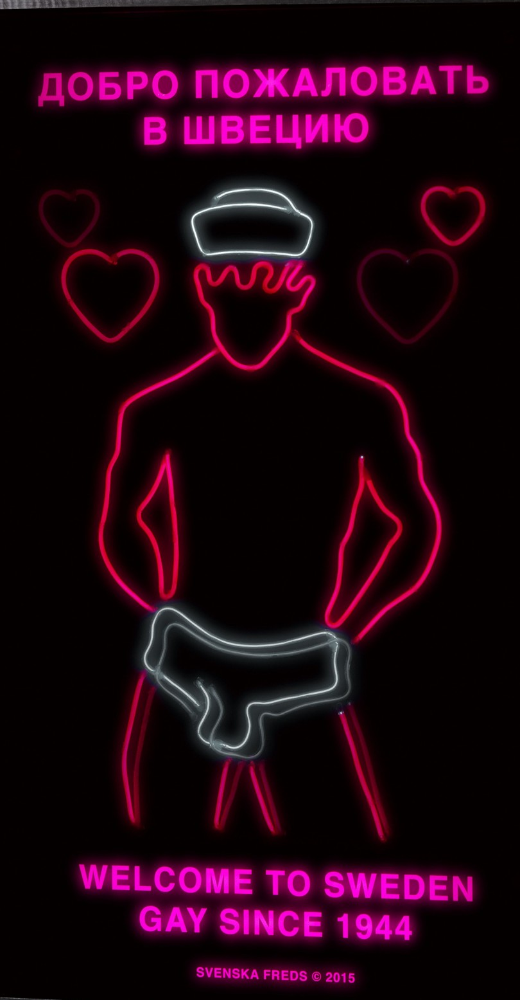 ДОБРО ПОЖАЛОВАТЬ
В ШВЕЦИЮ
WELCOME TO SWEDEN
GAY SINCE 1944
SVENSKA FREDS © 2015